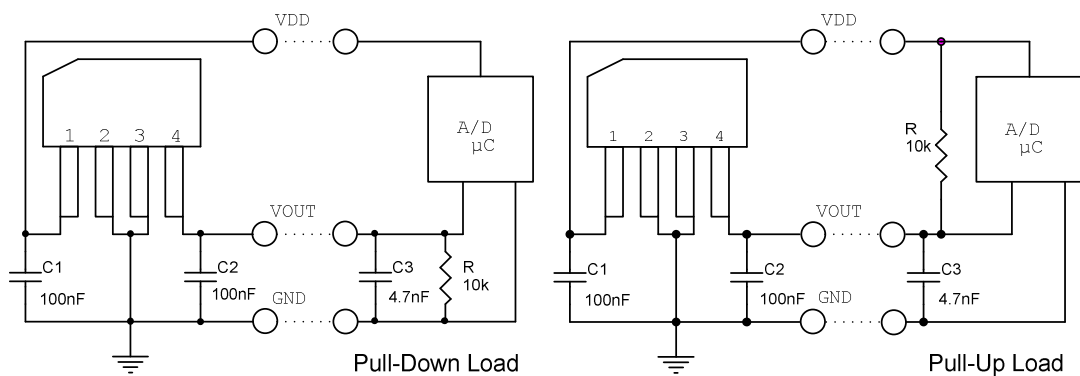 VDD
1 2 3 4
A/D
µC
VOUT
C1
100nF
C2
100nF
C3
4.7nF
R
10k
GND
Pull-Down Load
VDD
1 2 3 4
R
10k
A/D
µC
VOUT
C1
100nF
C2
100nF
C3
4.7nF
GND
Pull-Up Load